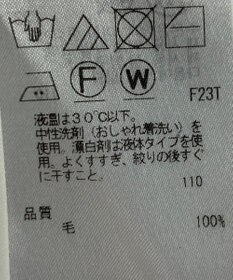 F
W
F23T
液温は30℃以下。
中性洗剤（おしゃれ着洗い）を
使用。漂白剤は液体タイプを使
用。よくすすぎ、絞りの後すぐ
に干すこと。
110
品質
毛 100%